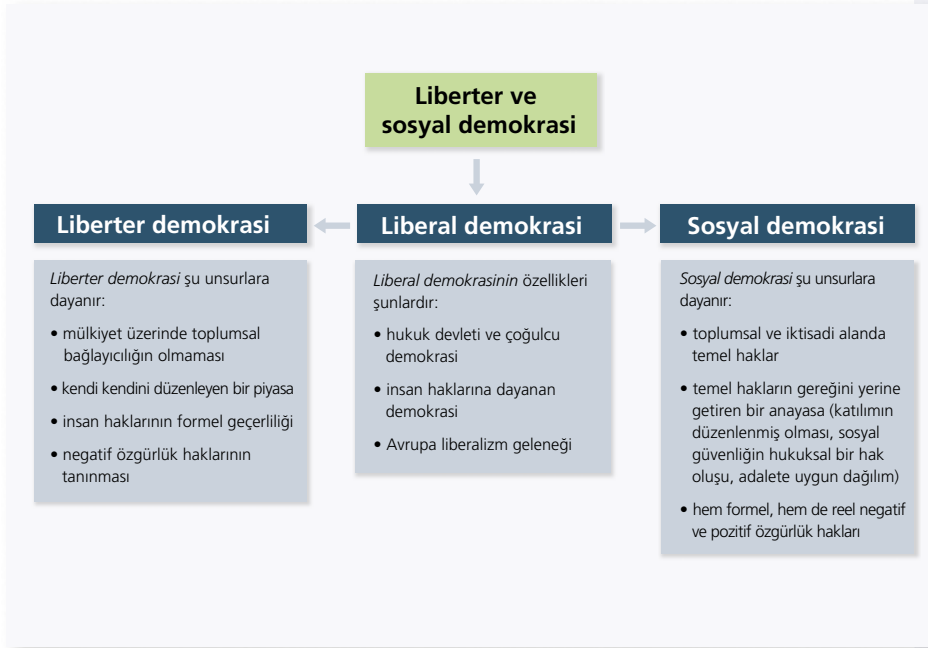 Liberter ve
sosyal demokrasi
Liberter demokrasi
Liberter demokrasi şu unsurlara
dayanır:
• mülkiyet üzerinde toplumsal
bağlayıcılığın olmaması
• kendi kendini düzenleyen bir piyasa
• insan haklarının formel geçerliliği
• negatif özgürlük haklarının
tanınması
Liberal demokrasi
Liberal demokrasinin özellikleri
şunlardır:
• hukuk devleti ve çoğulcu
demokrasi
• insan haklarına dayanan
demokrasi
• Avrupa liberalizm geleneği
Sosyal demokrasi
Sosyal demokrasi şu unsurlara
dayanır:
• toplumsal ve iktisadi alanda
temel haklar
• temel hakların gereğini yerine
getiren bir anayasa (katılımın
düzenlenmiş olması, sosyal
güvenliğin hukuksal bir hak
oluşu, adalete uygun dağılım)
• hem formel, hem de reel negatif
ve pozitif özgürlük hakları